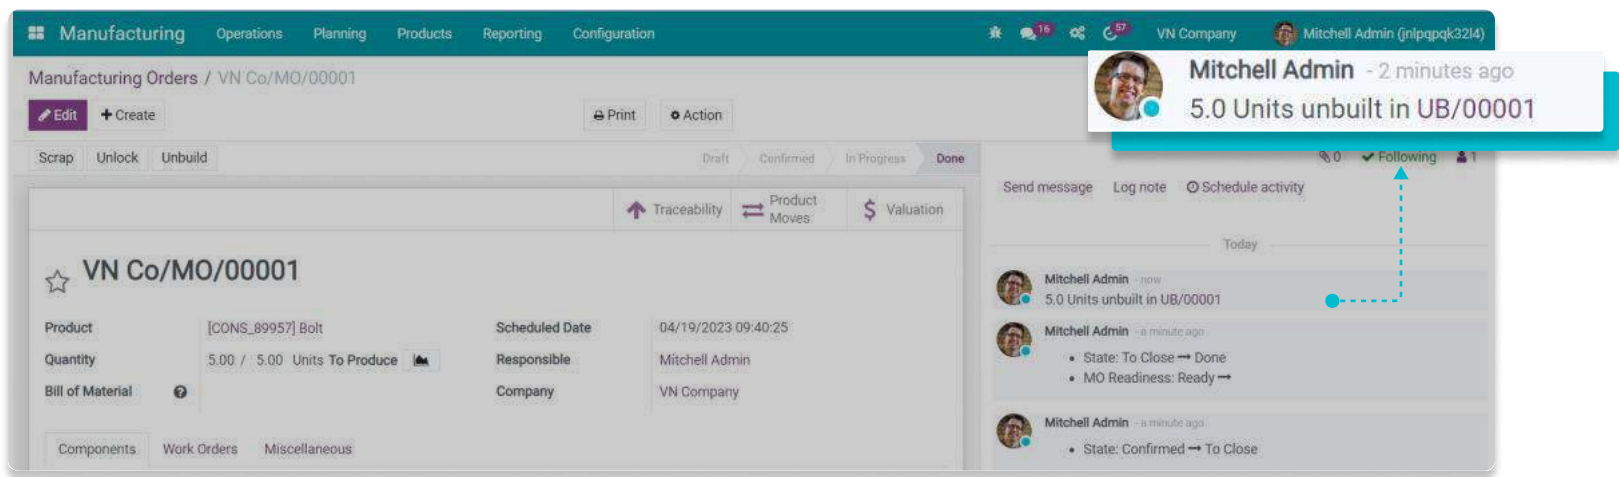 Manufacturing Operations Planning Products Reporting Configuration 16 57 VN Company Mitchell Admin (jnlpqpqk32l4)
Mitchell Admin - 2 minutes ago
5.0 Units unbuilt in UB/00001
Manufacturing Orders / VN Co/MO/00001
Edit + Create Print Action
Scrap Unlock Unbuild Draft Confirmed In Progress Done
0 Following 1
Send message Log note Schedule activity
Traceability Product Moves $ Valuation
Today
VN Co/MO/00001
Mitchell Admin - now
5.0 Units unbuilt in UB/00001
Product [CONS_89957] Bolt Scheduled Date 04/19/2023 09:40:25
Quantity 5.00 / 5.00 Units To Produce Responsible Mitchell Admin
Bill of Material ? Company VN Company
Mitchell Admin - a minute ago
• State: To Close → Done
• MO Readiness: Ready →
Mitchell Admin - a minute ago
• State: Confirmed → To Close
Components Work Orders Miscellaneous